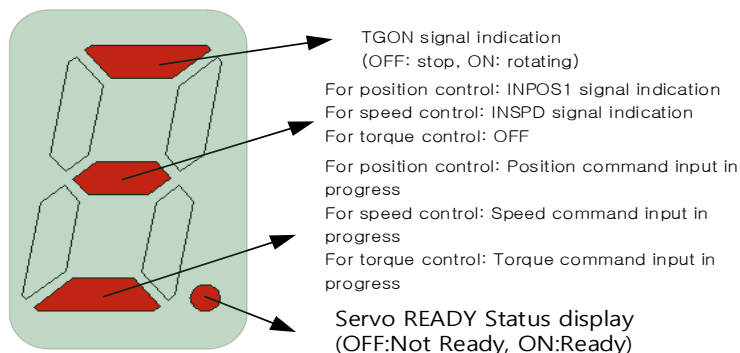 TGON signal indication
(OFF: stop, ON: rotating)
For position control: INPOS1 signal indication
For speed control: INSPD signal indication
For torque control: OFF
For position control: Position command input in
progress
For speed control: Speed command input in
progress
For torque control: Torque command input in
progress
Servo READY Status display
(OFF:Not Ready, ON:Ready)